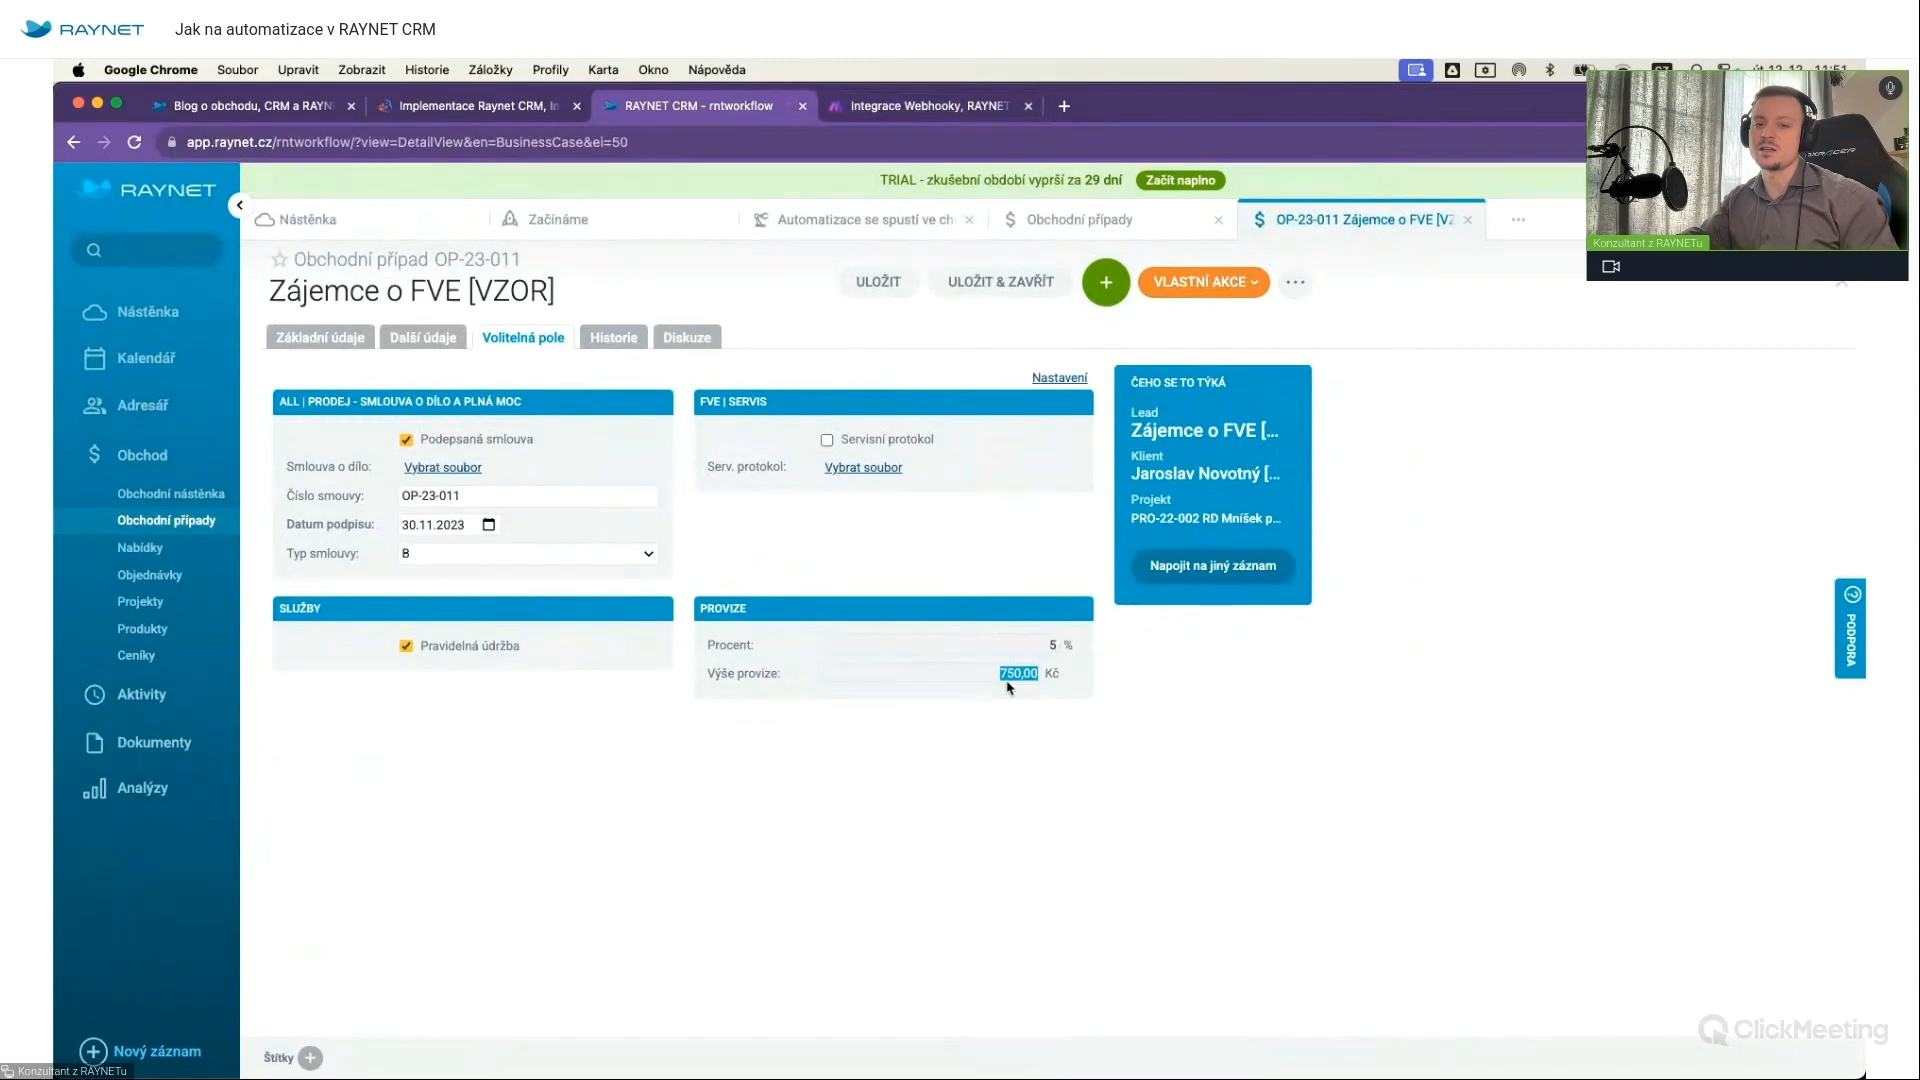 RAYNET Jak na automatizace v RAYNET CRM
Google Chrome Soubor Upravit Zobrazit Historie Záložky Profily Karta Okno Nápověda
Blog o obchodu, CRM a RAYN
Implementace Raynet CRM, In
RAYNET CRM - rntworkflow
Integrace Webhooky, RAYNET
app.raynet.cz/rntworkflow/?view=DetailView&en=BusinessCase&ei=50
Konzultant z RAYNETu
RAYNET
TRIAL - zkušební období vyprší za 29 dní Začít naplno
Nástěnka Začínáme Automatizace se spustí ve ch Obchodní případy OP-23-011 Zájemce o FVE [VZ
Obchodní případ OP-23-011
Zájemce o FVE [VZOR]
ULOŽIT ULOŽIT & ZAVŘÍT VLASTNÍ AKCE
Základní údaje Další údaje Volitelná pole Historie Diskuze
Nástěnka
Kalendář
Adresář
Obchod
Obchodní nástěnka
Obchodní případy
Nabídky
Objednávky
Projekty
Produkty
Ceníky
Aktivity
Dokumenty
Analýzy
Nový záznam
Nastavení
ALL | PRODEJ - SMLOUVA O DÍLO A PLNÁ MOC
Podepsaná smlouva
Smlouva o dílo: Vybrat soubor
Číslo smouvy: OP-23-011
Datum podpisu: 30.11.2023
Typ smlouvy: B
FVE | SERVIS
Servisní protokol
Serv. protokol: Vybrat soubor
SLUŽBY
Pravidelná údržba
PROVIZE
Procent: 5 %
Výše provize: 750,00 Kč
ČEHO SE TO TÝKÁ
Lead
Zájemce o FVE [...
Klient
Jaroslav Novotný [...
Projekt
PRO-22-002 RD Mníšek p...
Napojit na jiný záznam
PODPORA
Štítky
ClickMeeting
Konzultant z RAYNETu